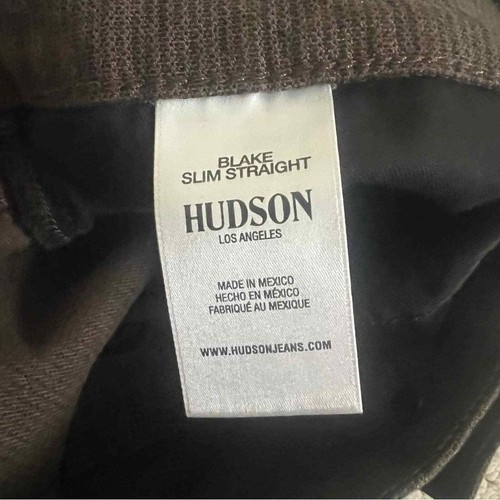 BLAKE
SLIM STRAIGHT
HUDSON
LOS ANGELES
MADE IN MEXICO
HECHO EN MÉXICO
FABRIQUÉ AU MEXIQUE
WWW.HUDSONJEANS.COM